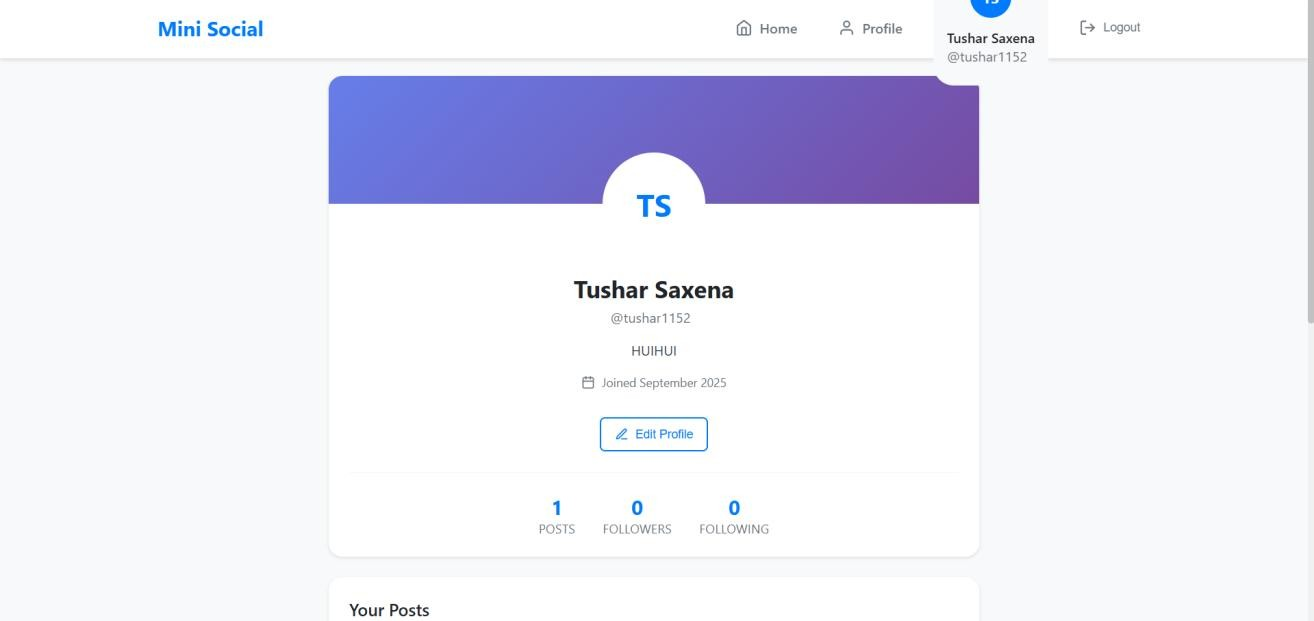 Mini Social
Home
Profile
TS
Tushar Saxena
@tushar1152
Logout
TS
Tushar Saxena
@tushar1152
HUIHUI
Joined September 2025
Edit Profile
1 0 0
POSTS FOLLOWERS FOLLOWING
Your Posts